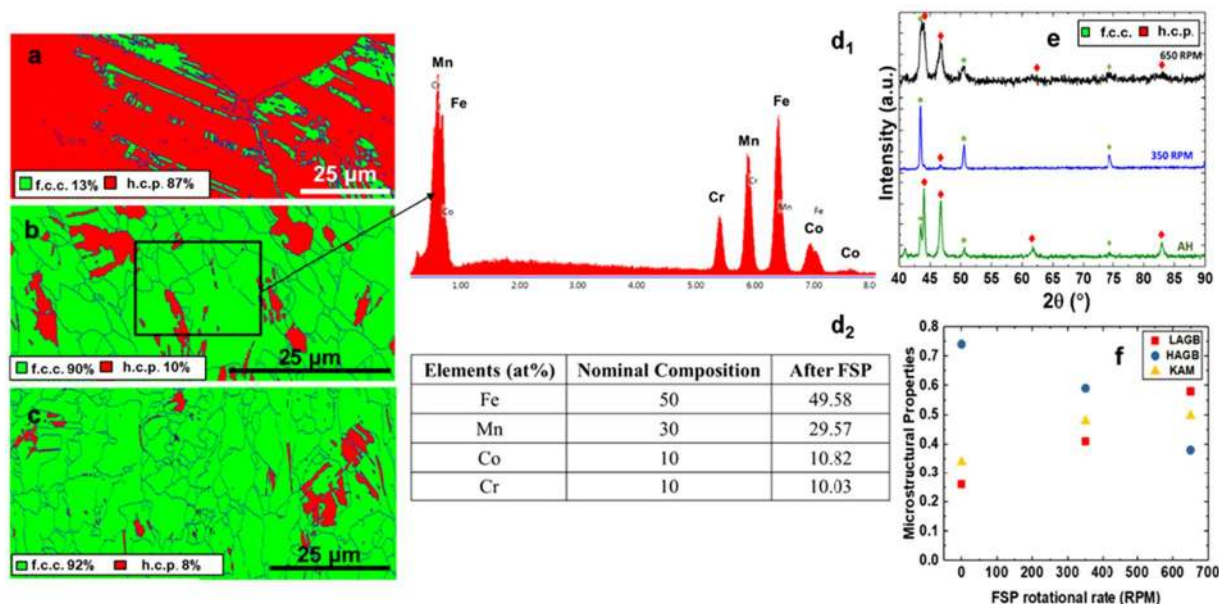 a
f.c.c. 13% h.c.p. 87%
25 µm
b
f.c.c. 90% h.c.p. 10%
25 µm
c
f.c.c. 92% h.c.p. 8%
25 µm
d1
Mn
Cr
Fe
Co
Cr
Mn
Cr
Fe
Mn
Fe
Co
Co
1.00 2.00 3.00 4.00 5.00 6.00 7.00 8.0
d2
Elements (at%) Nominal Composition After FSP
Fe 50 49.58
Mn 30 29.57
Co 10 10.82
Cr 10 10.03
e
f.c.c. h.c.p.
650 RPM
350 RPM
AH
Intensity (a.u.)
40 45 50 55 60 65 70 75 80 85 90
2θ (°)
f
LAGB
HAGB
KAM
Microstructural Properties
0.8
0.7
0.6
0.5
0.4
0.3
0.2
0.1
0.0
0 100 200 300 400 500 600 700
FSP rotational rate (RPM)